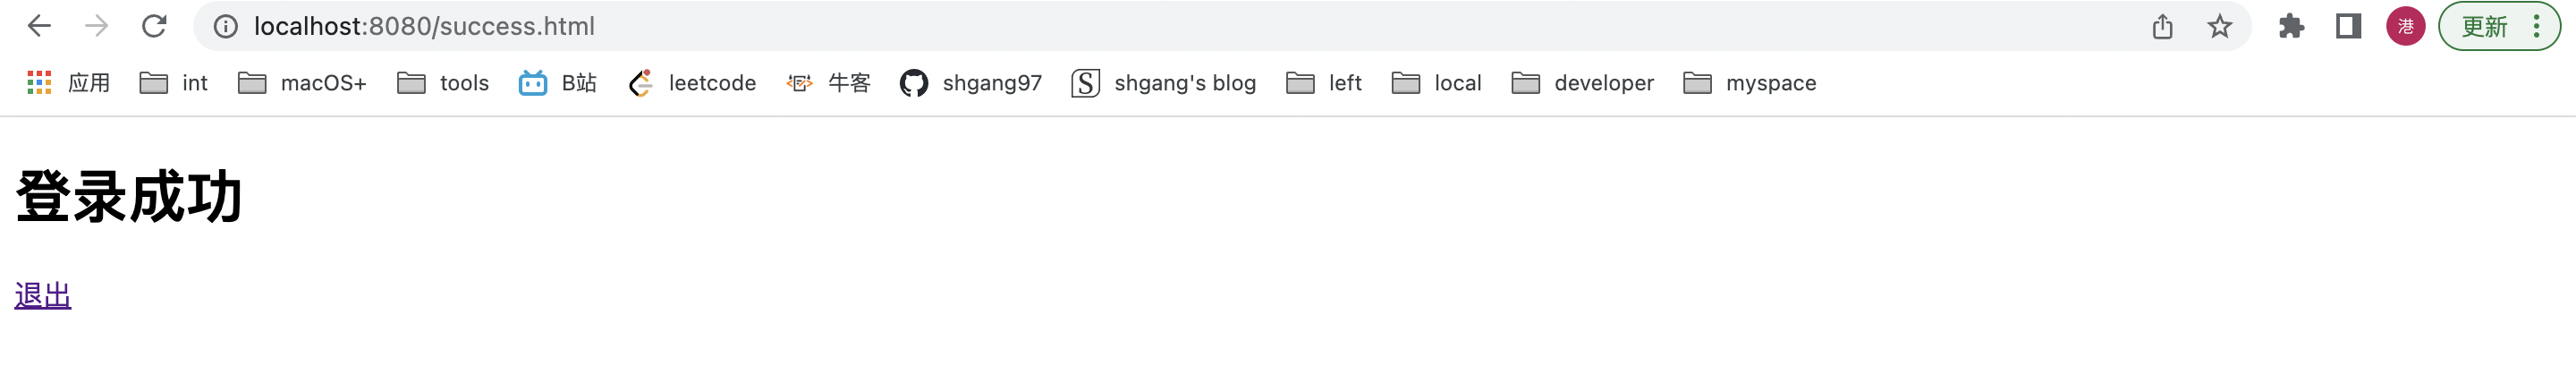 localhost:8080/success.html
港
更新
应用 int macOS+ tools B站 leetcode 牛客 shgang97 shgang's blog left local developer myspace
登录成功
退出